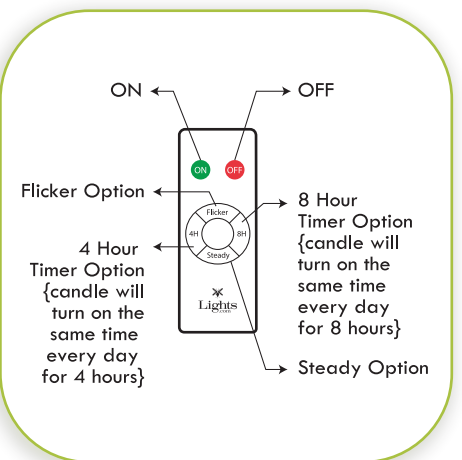 ON
OFF
ON
OFF
Flicker Option
Flicker
4H
8H
Steady
4 Hour
Timer Option
{candle will
turn on the
same time
every day
for 4 hours}
8 Hour
Timer Option
{candle will
turn on the
same time
every day
for 8 hours}
Lights
.com
Steady Option